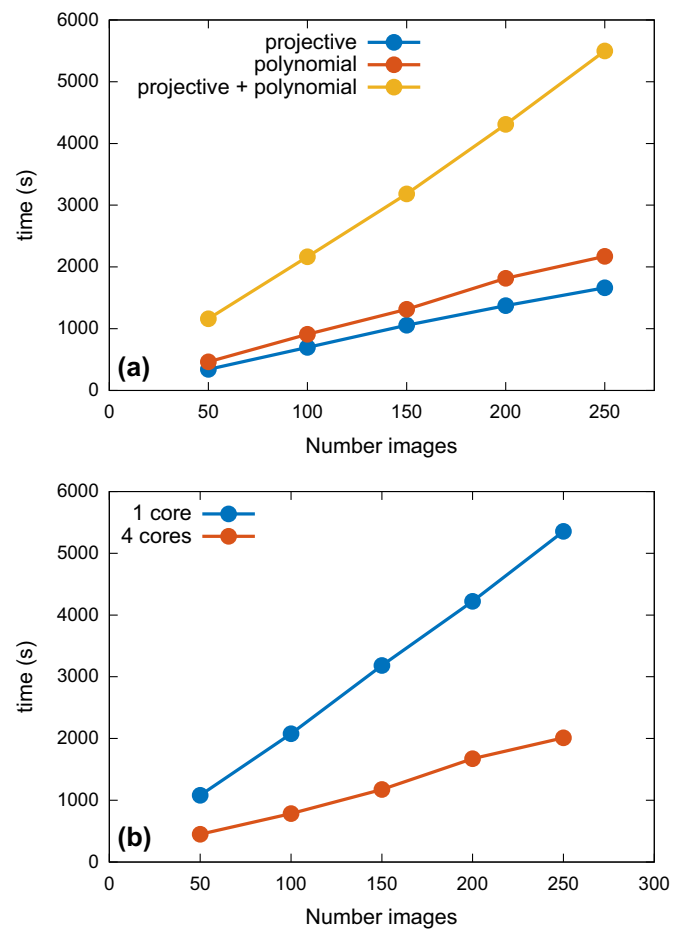 6000
5000
4000
3000
2000
1000
0
time (s)
projective
polynomial
projective + polynomial
(a)
0 50 100 150 200 250
Number images
6000
5000
4000
3000
2000
1000
0
time (s)
1 core
4 cores
(b)
0 50 100 150 200 250 300
Number images